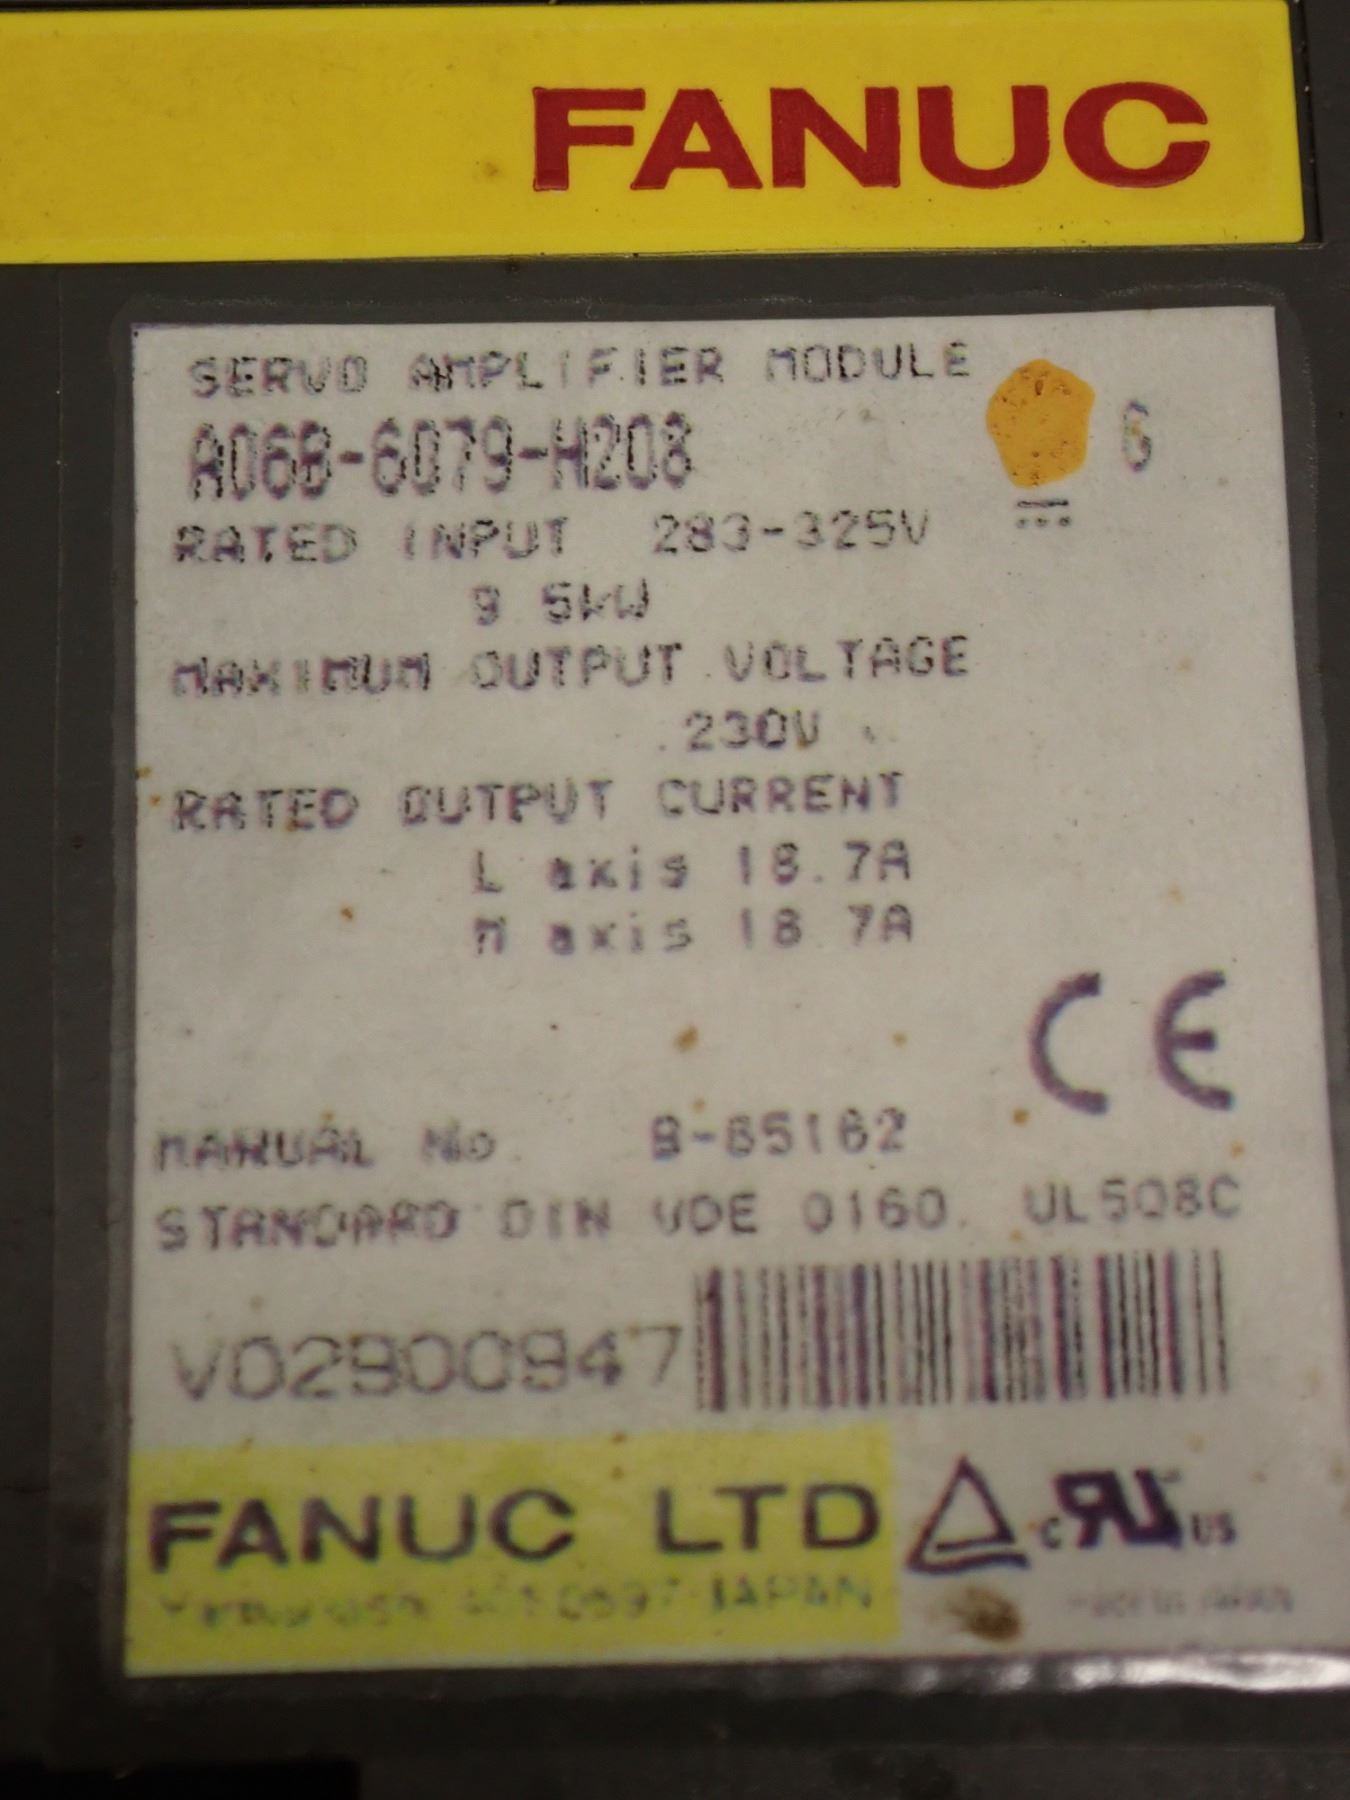 FANUC
SERVO AMPLIFIER MODULE
A06B-6079-H208 G
RATED INPUT 283-325V
9.5kW
MAXIMUM OUTPUT VOLTAGE
230V
RATED OUTPUT CURRENT
L axis 18.7A
M axis 18.7A
CE
MANUAL No. B-65162
STANDARD DIN VDE 0160. UL508C
V02900947
FANUC LTD
c US
JAPAN